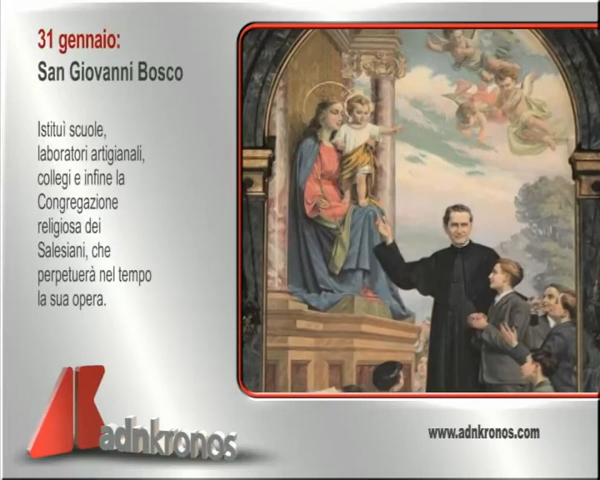 31 gennaio:
San Giovanni Bosco
Istituì scuole,
laboratori artigianali,
collegi e infine la
Congregazione
religiosa dei
Salesiani, che
perpetuerà nel tempo
la sua opera.
adnkronos
www.adnkronos.com